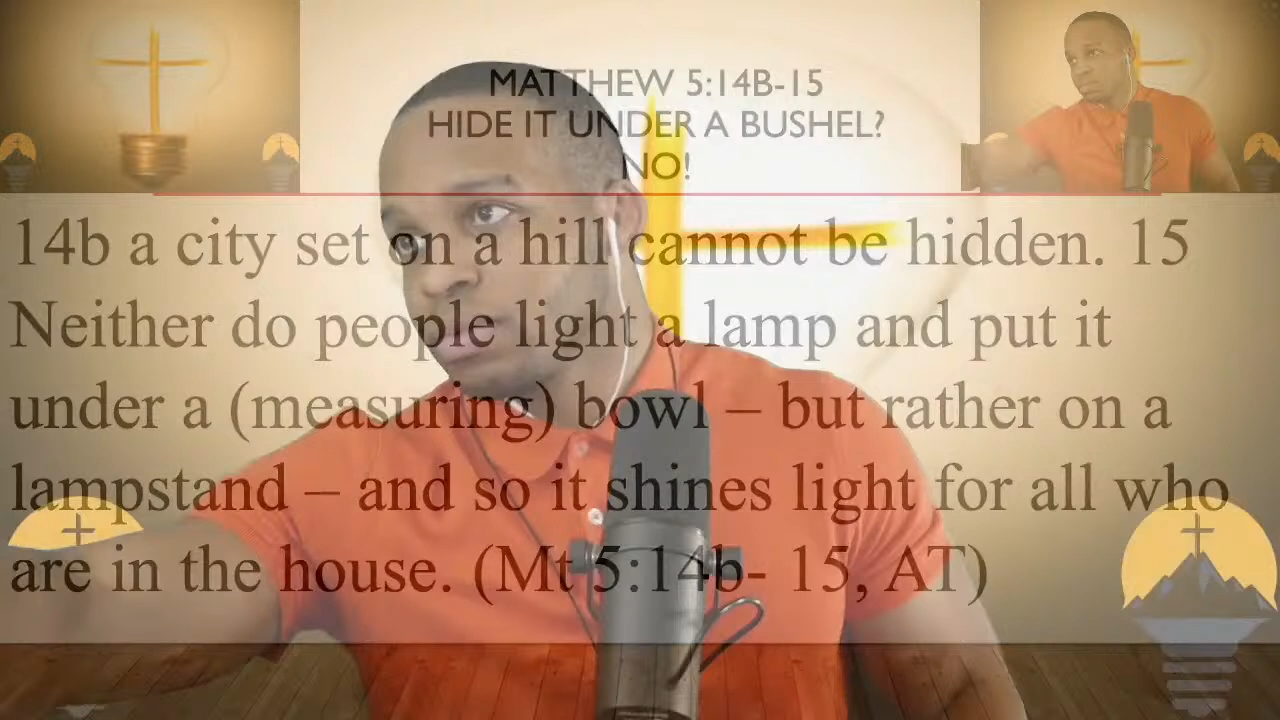 MATTHEW 5:14B-15
HIDE IT UNDER A BUSHEL?
NO!
14b a city set on a hill cannot be hidden. 15
Neither do people light a lamp and put it
under a (measuring) bowl – but rather on a
lampstand – and so it shines light for all who
are in the house. (Mt 5:14b- 15, AT)